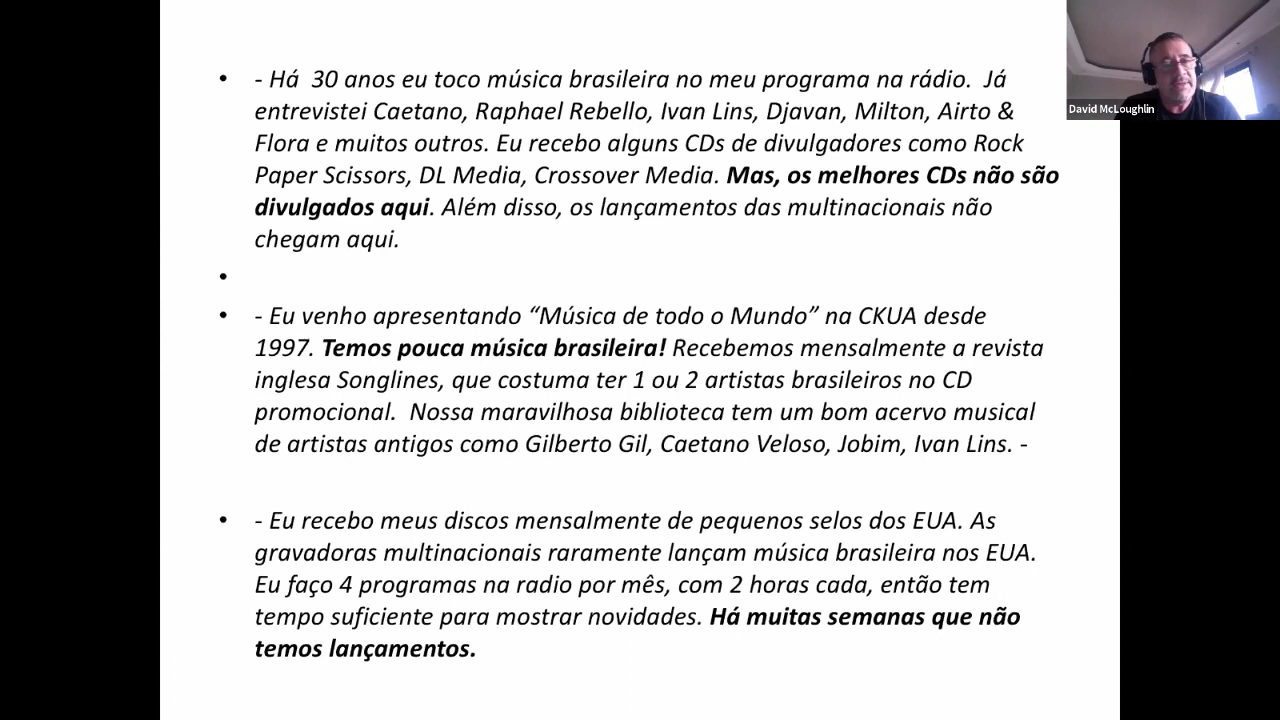 • - Há  30 anos eu toco música brasileira no meu programa na rádio.  Já
entrevistei Caetano, Raphael Rebello, Ivan Lins, Djavan, Milton, Airto &
Flora e muitos outros. Eu recebo alguns CDs de divulgadores como Rock
Paper Scissors, DL Media, Crossover Media. Mas, os melhores CDs não são
divulgados aqui. Além disso, os lançamentos das multinacionais não
chegam aqui.
•
• - Eu venho apresentando “Música de todo o Mundo” na CKUA desde
1997. Temos pouca música brasileira! Recebemos mensalmente a revista
inglesa Songlines, que costuma ter 1 ou 2 artistas brasileiros no CD
promocional.  Nossa maravilhosa biblioteca tem um bom acervo musical
de artistas antigos como Gilberto Gil, Caetano Veloso, Jobim, Ivan Lins. -
• - Eu recebo meus discos mensalmente de pequenos selos dos EUA. As
gravadoras multinacionais raramente lançam música brasileira nos EUA.
Eu faço 4 programas na radio por mês, com 2 horas cada, então tem
tempo suficiente para mostrar novidades. Há muitas semanas que não
temos lançamentos.
David McLoughlin